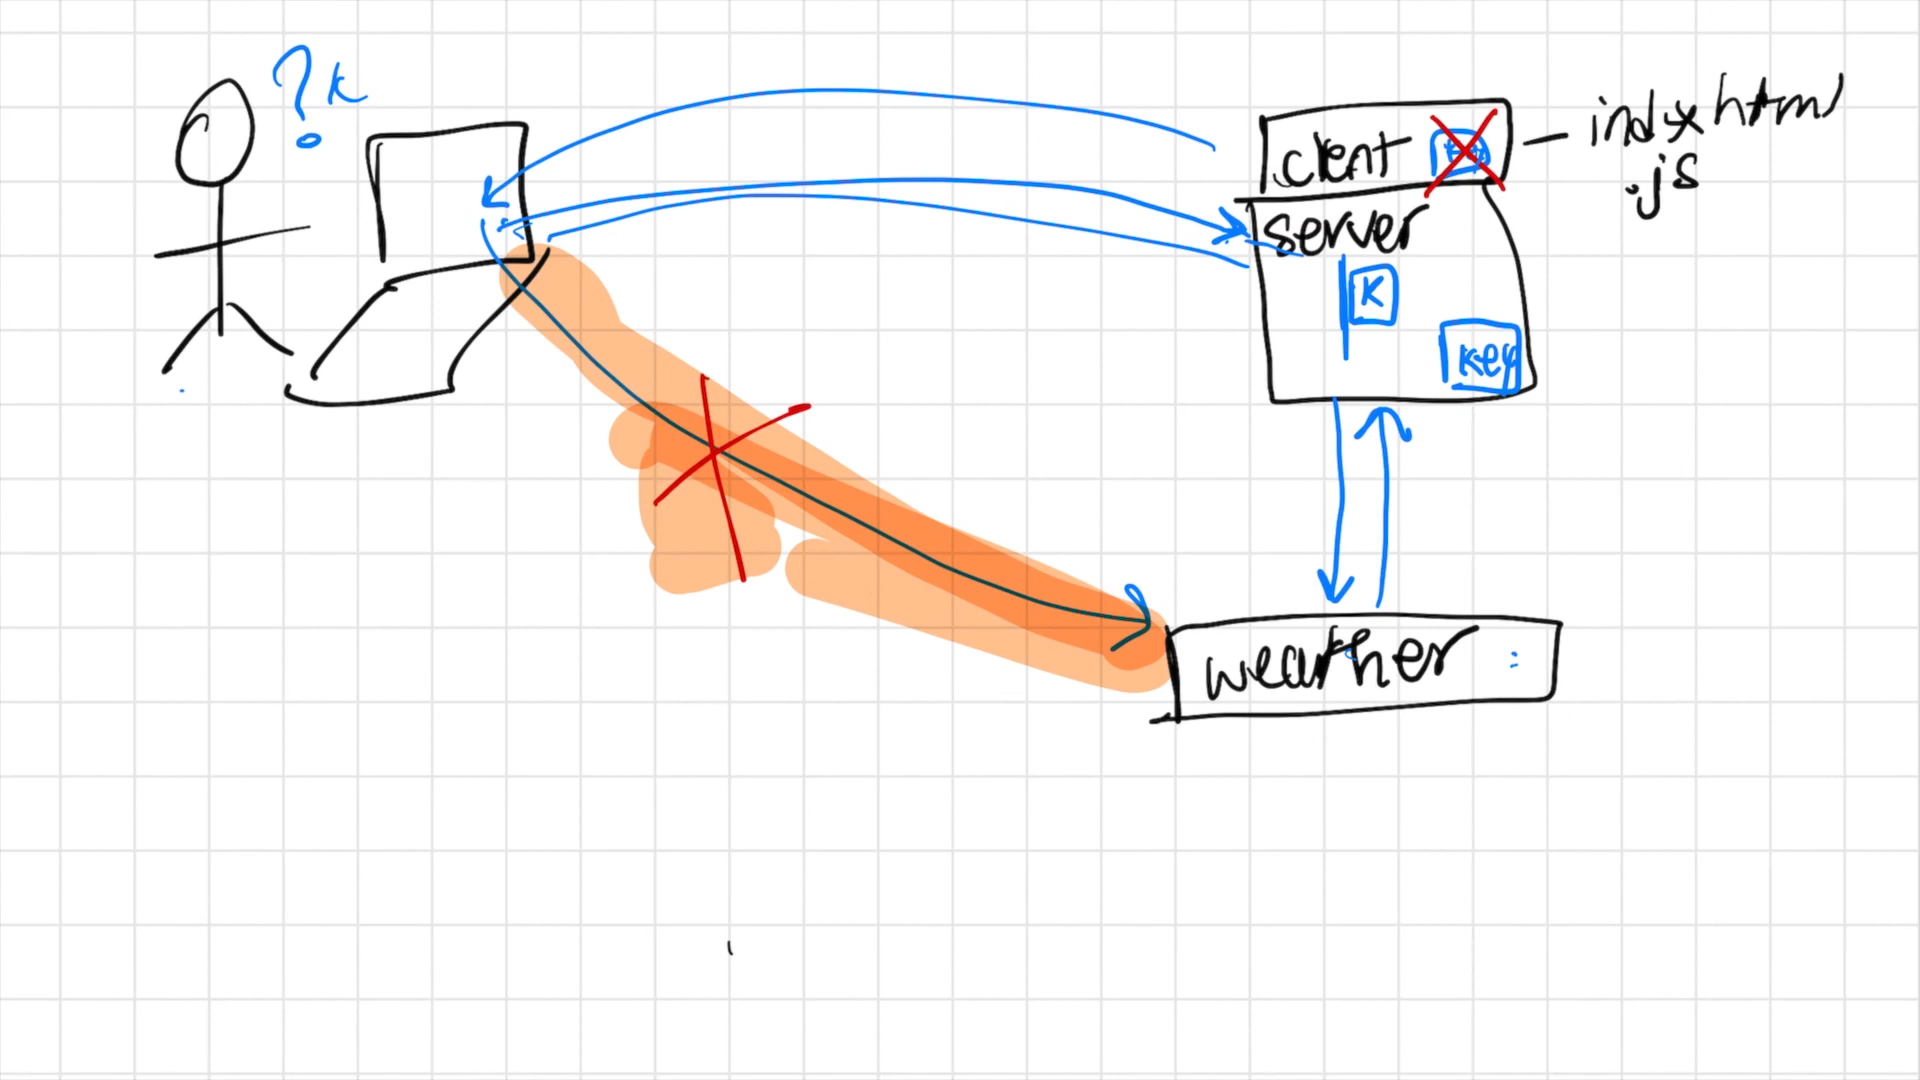 ? k
client
index html
.js
server
K
key
weather :